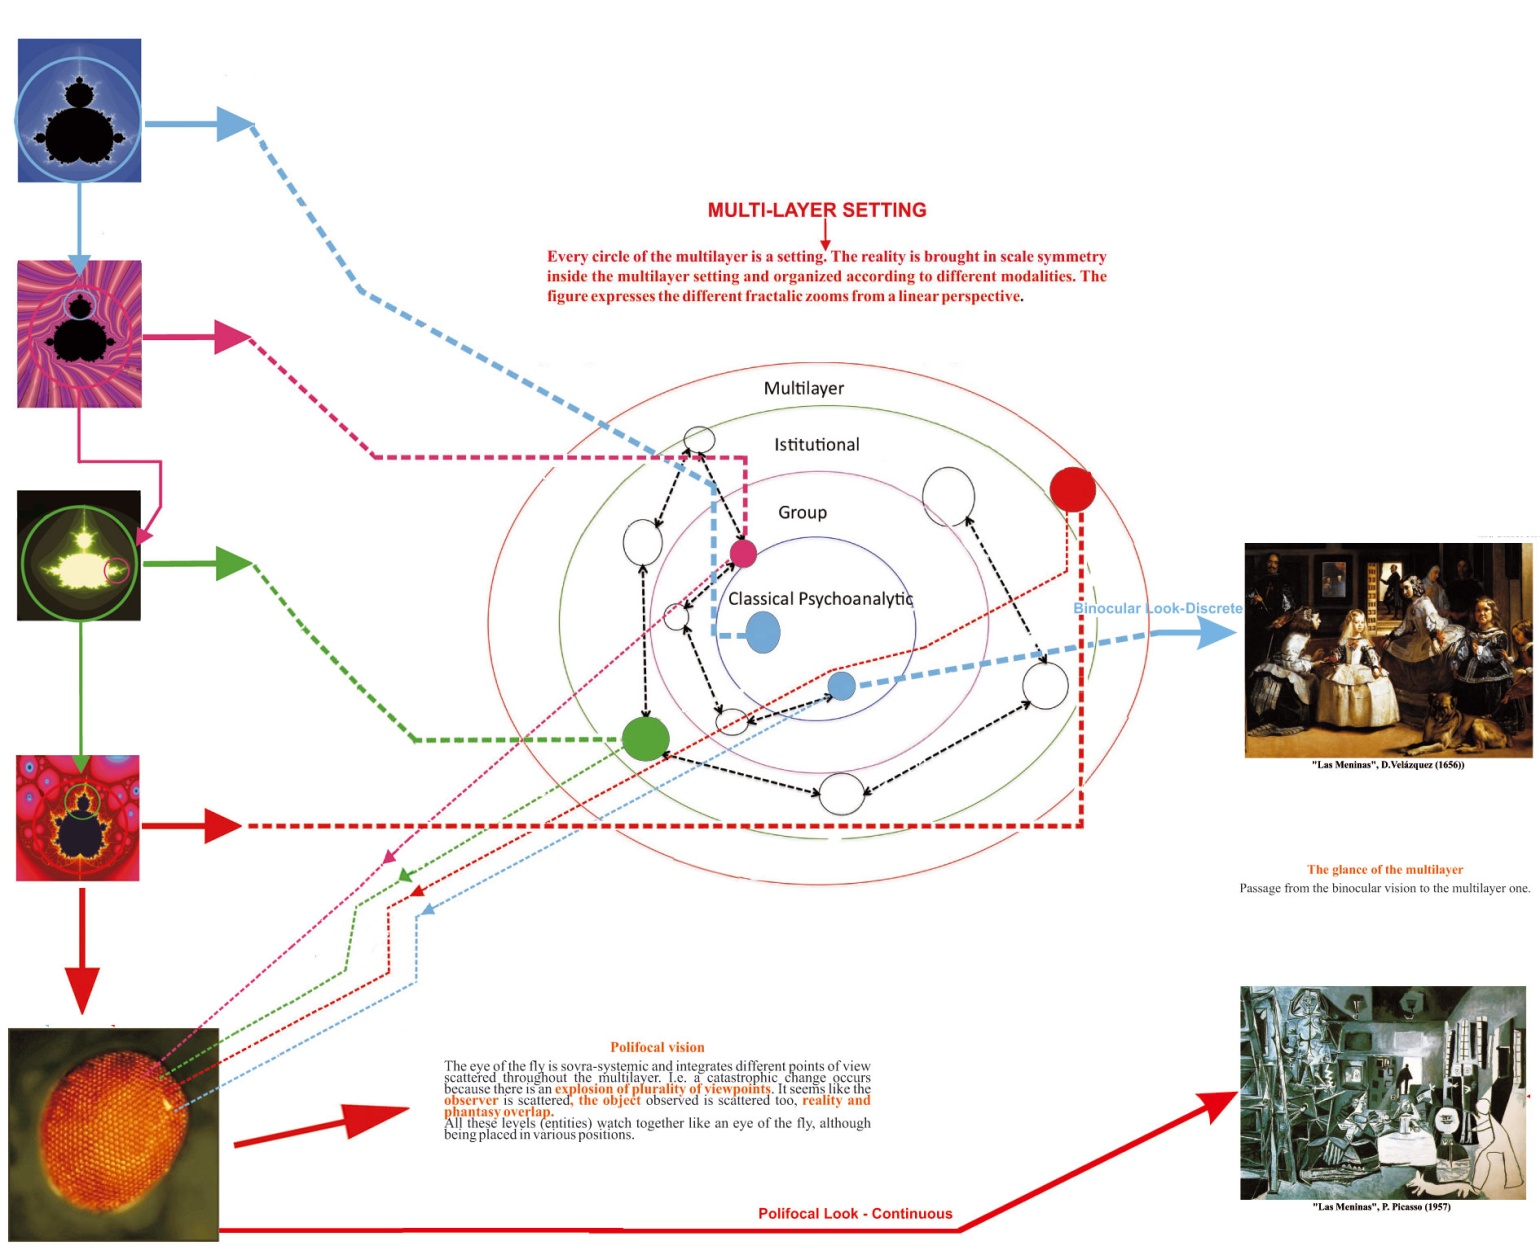 MULTI-LAYER SETTING
Every circle of the multilayer is a setting. The reality is brought in scale symmetry
inside the multilayer setting and organized according to different modalities. The
figure expresses the different fractalic zooms from a linear perspective.
Multilayer
Istitutional
Group
Classical Psychoanalytic
Binocular Look-Discrete
"Las Meninas", D.Velázquez (1656))
The glance of the multilayer
Passage from the binocular vision to the multilayer one.
Polifocal vision
The eye of the fly is sovra-systemic and integrates different points of view
scattered throughout the multilayer. I.e. a catastrophic change occurs
because there is an explosion of plurality of viewpoints. It seems like the
observer is scattered, the object observed is scattered too, reality and
phantasy overlap.
All these levels (entities) watch together like an eye of the fly, although
being placed in various positions.
Polifocal Look - Continuous
"Las Meninas", P. Picasso (1957)